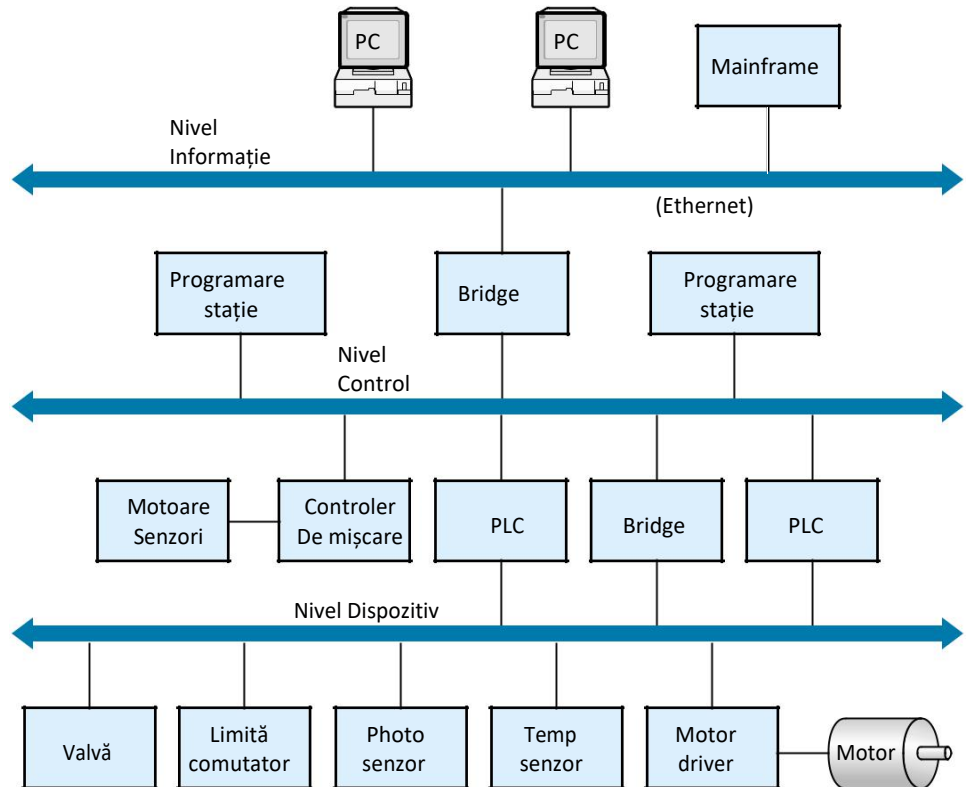 PC
PC
Mainframe
Nivel
Informație
(Ethernet)
Programare
stație
Bridge
Programare
stație
Nivel
Control
Motoare
Senzori
Controler
De mișcare
PLC
Bridge
PLC
Nivel Dispozitiv
Valvă
Limită
comutator
Photo
senzor
Temp
senzor
Motor
driver
Motor